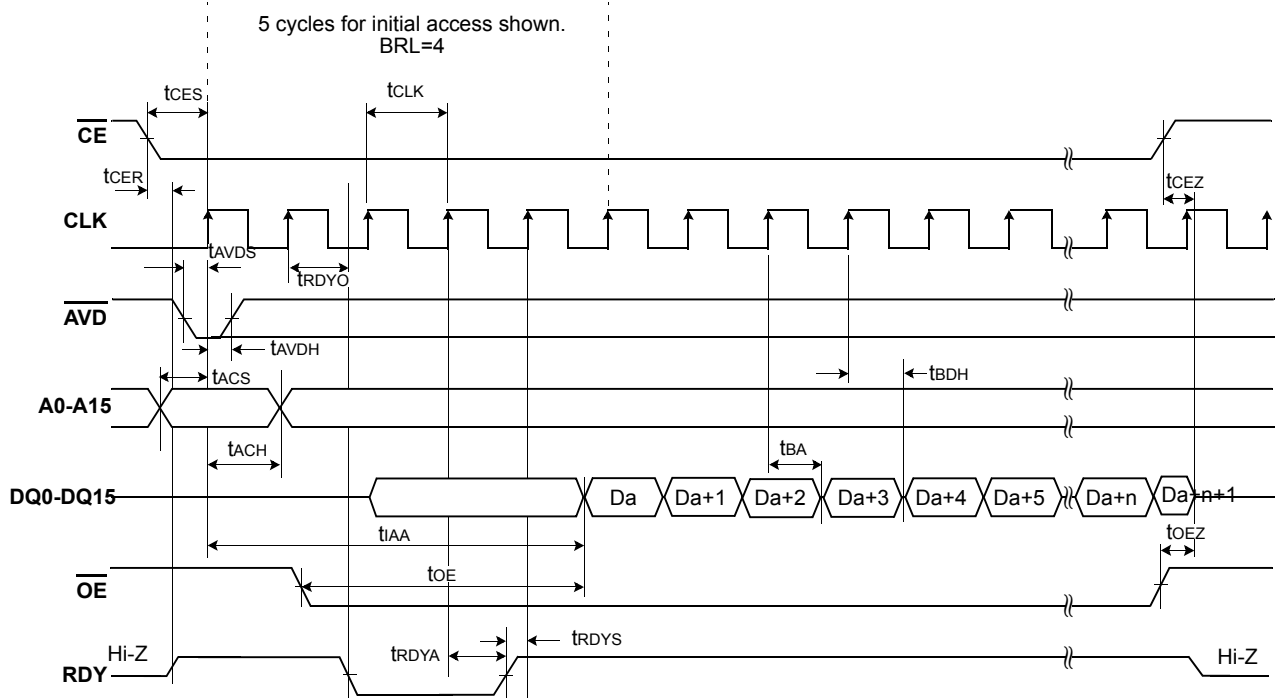 5 cycles for initial access shown.
BRL=4
tCES
tCLK
CE
tCER
tCEZ
CLK
tAVDS
tRDYO
AVD
tAVDH
tACS
tBDH
A0-A15
tACH
tBA
DQ0-DQ15
Da
Da+1
Da+2
Da+3
Da+4
Da+5
Da+n
Da+n+1
tIAA
tOEZ
tOE
OE
tRDYS
Hi-Z
tRDYA
Hi-Z
RDY